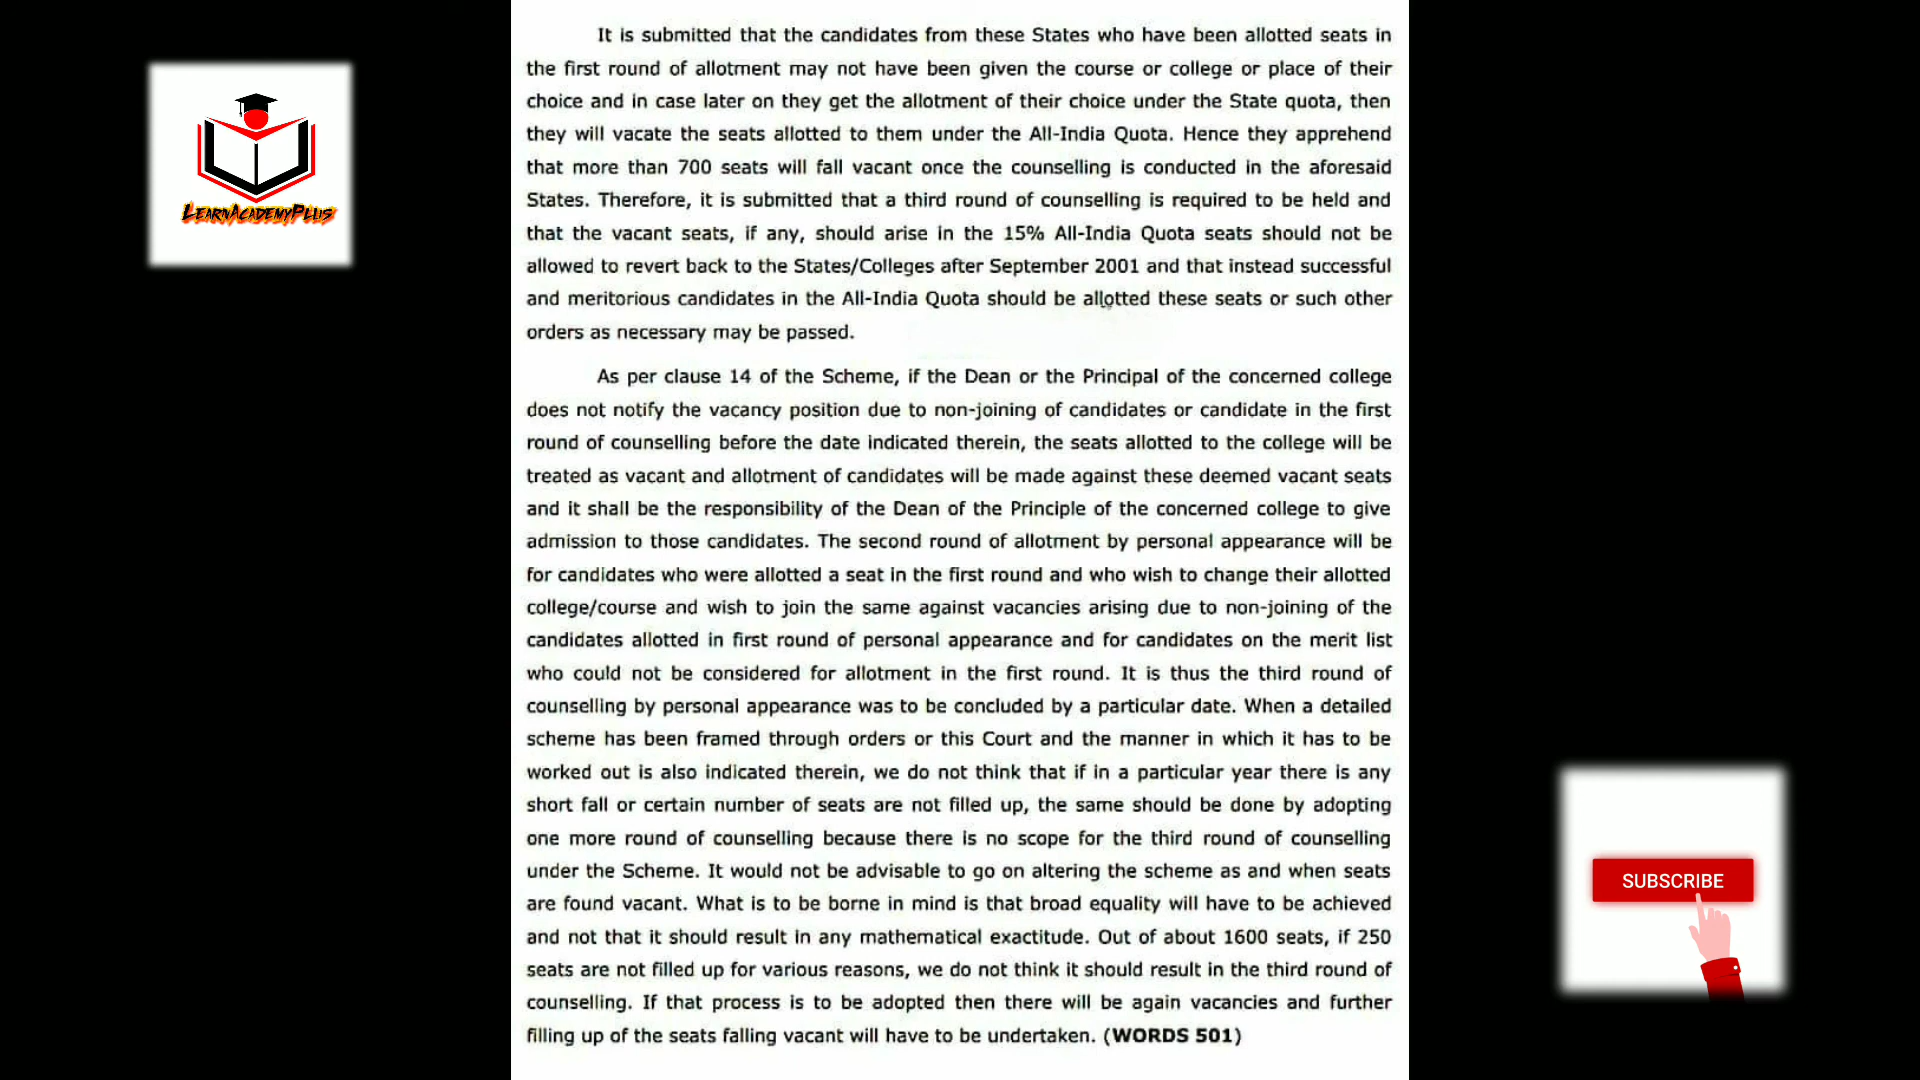 It is submitted that the candidates from these States who have been allotted seats in
the first round of allotment may not have been given the course or college or place of their
choice and in case later on they get the allotment of their choice under the State quota, then
they will vacate the seats allotted to them under the All-India Quota. Hence they apprehend
that more than 700 seats will fall vacant once the counselling is conducted in the aforesaid
States. Therefore, it is submitted that a third round of counselling is required to be held and
that the vacant seats, if any, should arise in the 15% All-India Quota seats should not be
allowed to revert back to the States/Colleges after September 2001 and that instead successful
and meritorious candidates in the All-India Quota should be allotted these seats or such other
orders as necessary may be passed.
As per clause 14 of the Scheme, if the Dean or the Principal of the concerned college
does not notify the vacancy position due to non-joining of candidates or candidate in the first
round of counselling before the date indicated therein, the seats allotted to the college will be
treated as vacant and allotment of candidates will be made against these deemed vacant seats
and it shall be the responsibility of the Dean of the Principle of the concerned college to give
admission to those candidates. The second round of allotment by personal appearance will be
for candidates who were allotted a seat in the first round and who wish to change their allotted
college/course and wish to join the same against vacancies arising due to non-joining of the
candidates allotted in first round of personal appearance and for candidates on the merit list
who could not be considered for allotment in the first round. It is thus the third round of
counselling by personal appearance was to be concluded by a particular date. When a detailed
scheme has been framed through orders or this Court and the manner in which it has to be
worked out is also indicated therein, we do not think that if in a particular year there is any
short fall or certain number of seats are not filled up, the same should be done by adopting
one more round of counselling because there is no scope for the third round of counselling
under the Scheme. It would not be advisable to go on altering the scheme as and when seats
are found vacant. What is to be borne in mind is that broad equality will have to be achieved
and not that it should result in any mathematical exactitude. Out of about 1600 seats, if 250
seats are not filled up for various reasons, we do not think it should result in the third round of
counselling. If that process is to be adopted then there will be again vacancies and further
filling up of the seats falling vacant will have to be undertaken. (WORDS 501)
LEARNACADEMYPLUS
SUBSCRIBE